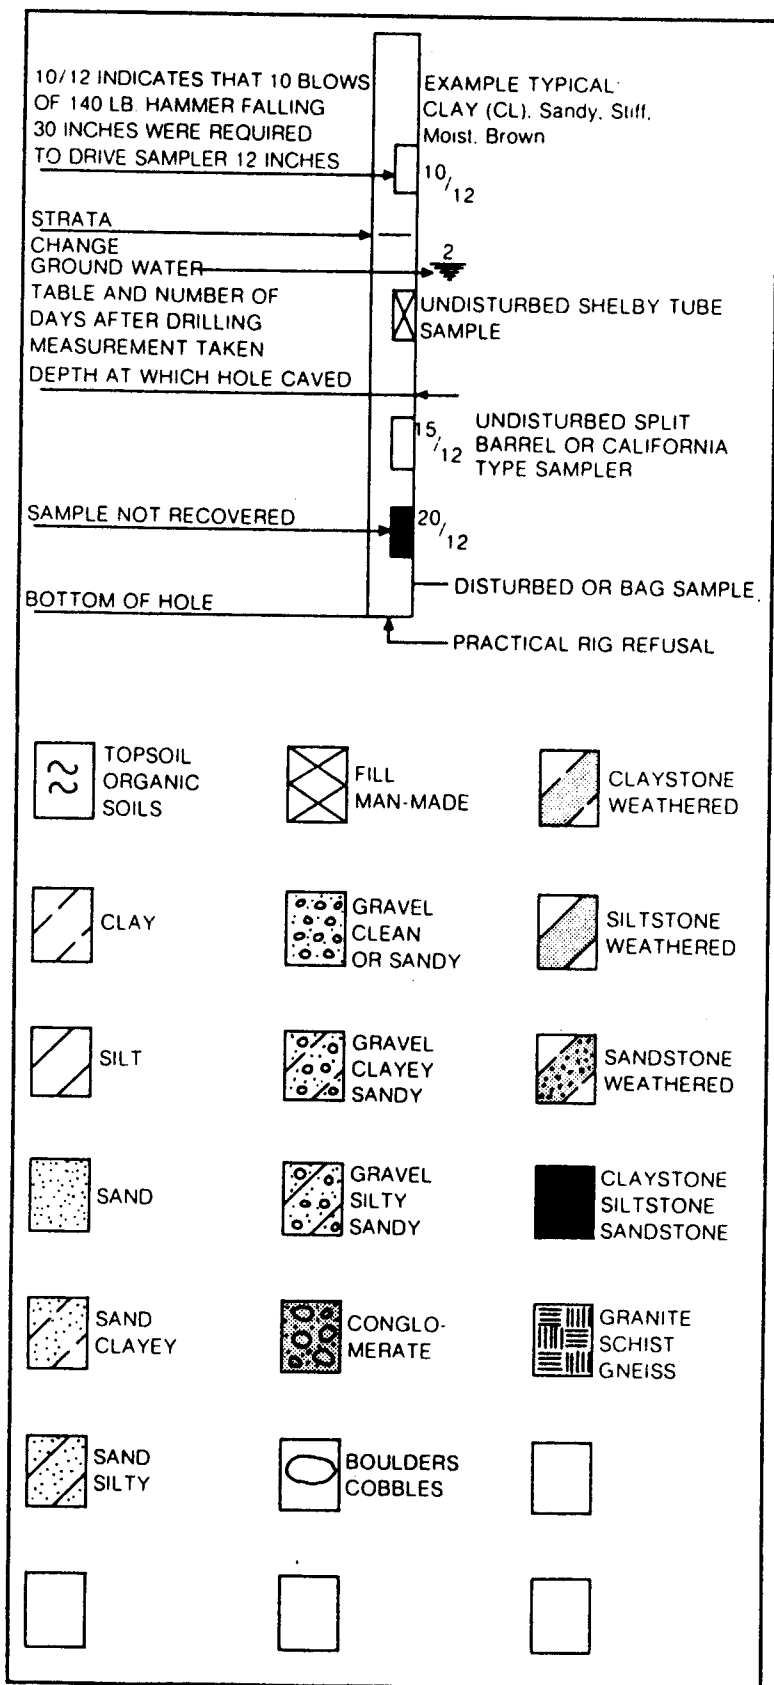 10/12 INDICATES THAT 10 BLOWS
OF 140 LB. HAMMER FALLING
30 INCHES WERE REQUIRED
TO DRIVE SAMPLER 12 INCHES
EXAMPLE TYPICAL
CLAY (CL), Sandy, Stiff,
Moist, Brown
10/12
STRATA
CHANGE
GROUND WATER
TABLE AND NUMBER OF
DAYS AFTER DRILLING
MEASUREMENT TAKEN
2
UNDISTURBED SHELBY TUBE
SAMPLE
DEPTH AT WHICH HOLE CAVED
15/12
UNDISTURBED SPLIT
BARREL OR CALIFORNIA
TYPE SAMPLER
SAMPLE NOT RECOVERED
20/12
DISTURBED OR BAG SAMPLE.
BOTTOM OF HOLE
PRACTICAL RIG REFUSAL
TOPSOIL
ORGANIC
SOILS
FILL
MAN-MADE
CLAYSTONE
WEATHERED
CLAY
GRAVEL
CLEAN
OR SANDY
SILTSTONE
WEATHERED
SILT
GRAVEL
CLAYEY
SANDY
SANDSTONE
WEATHERED
SAND
GRAVEL
SILTY
SANDY
CLAYSTONE
SILTSTONE
SANDSTONE
SAND
CLAYEY
CONGLO-
MERATE
GRANITE
SCHIST
GNEISS
SAND
SILTY
BOULDERS
COBBLES